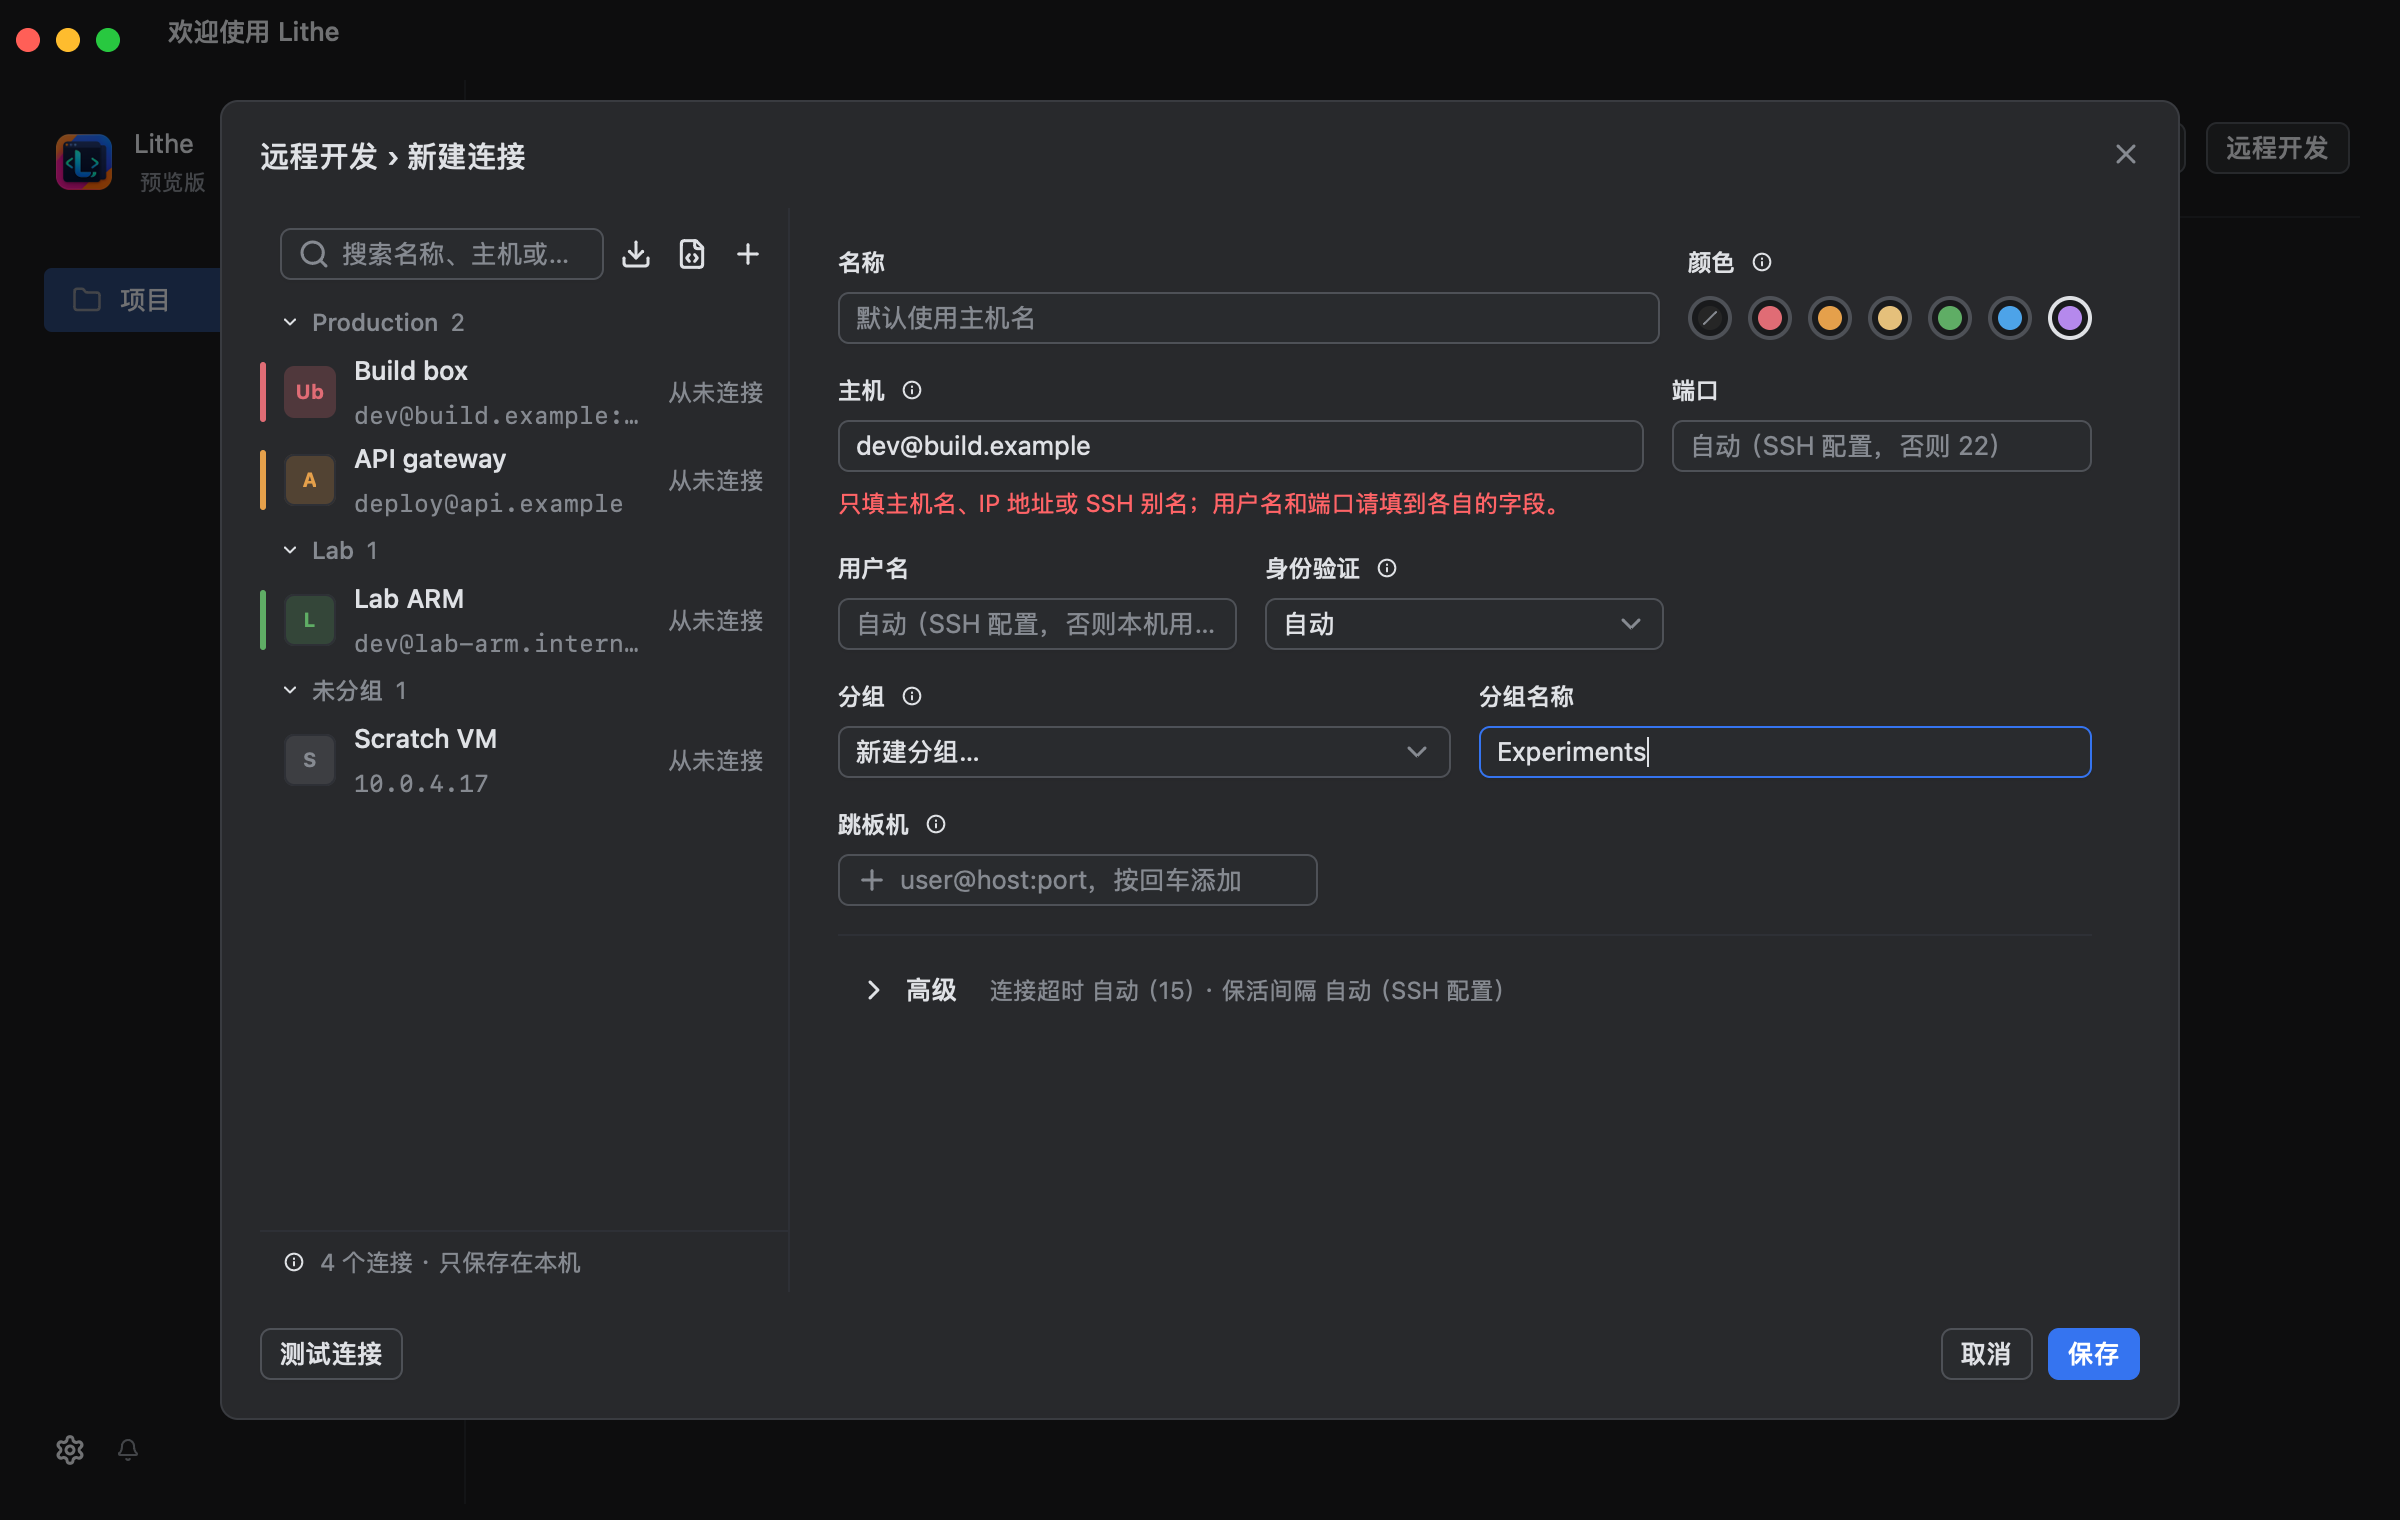 欢迎使用 Lithe
Lithe
预览版
项目
远程开发
远程开发 › 新建连接
搜索名称、主机或...
Production 2
Ub
Build box
dev@build.example:…
从未连接
A
API gateway
deploy@api.example
从未连接
Lab 1
L
Lab ARM
dev@lab-arm.intern…
从未连接
未分组 1
S
Scratch VM
10.0.4.17
从未连接
4 个连接 · 只保存在本机
名称
默认使用主机名
颜色
主机
dev@build.example
端口
自动（SSH 配置，否则 22）
只填主机名、IP 地址或 SSH 别名；用户名和端口请填到各自的字段。
用户名
自动（SSH 配置，否则本机用...
身份验证
自动
分组
新建分组...
分组名称
Experiments
跳板机
user@host:port，按回车添加
高级 连接超时 自动（15）· 保活间隔 自动（SSH 配置）
测试连接
取消
保存